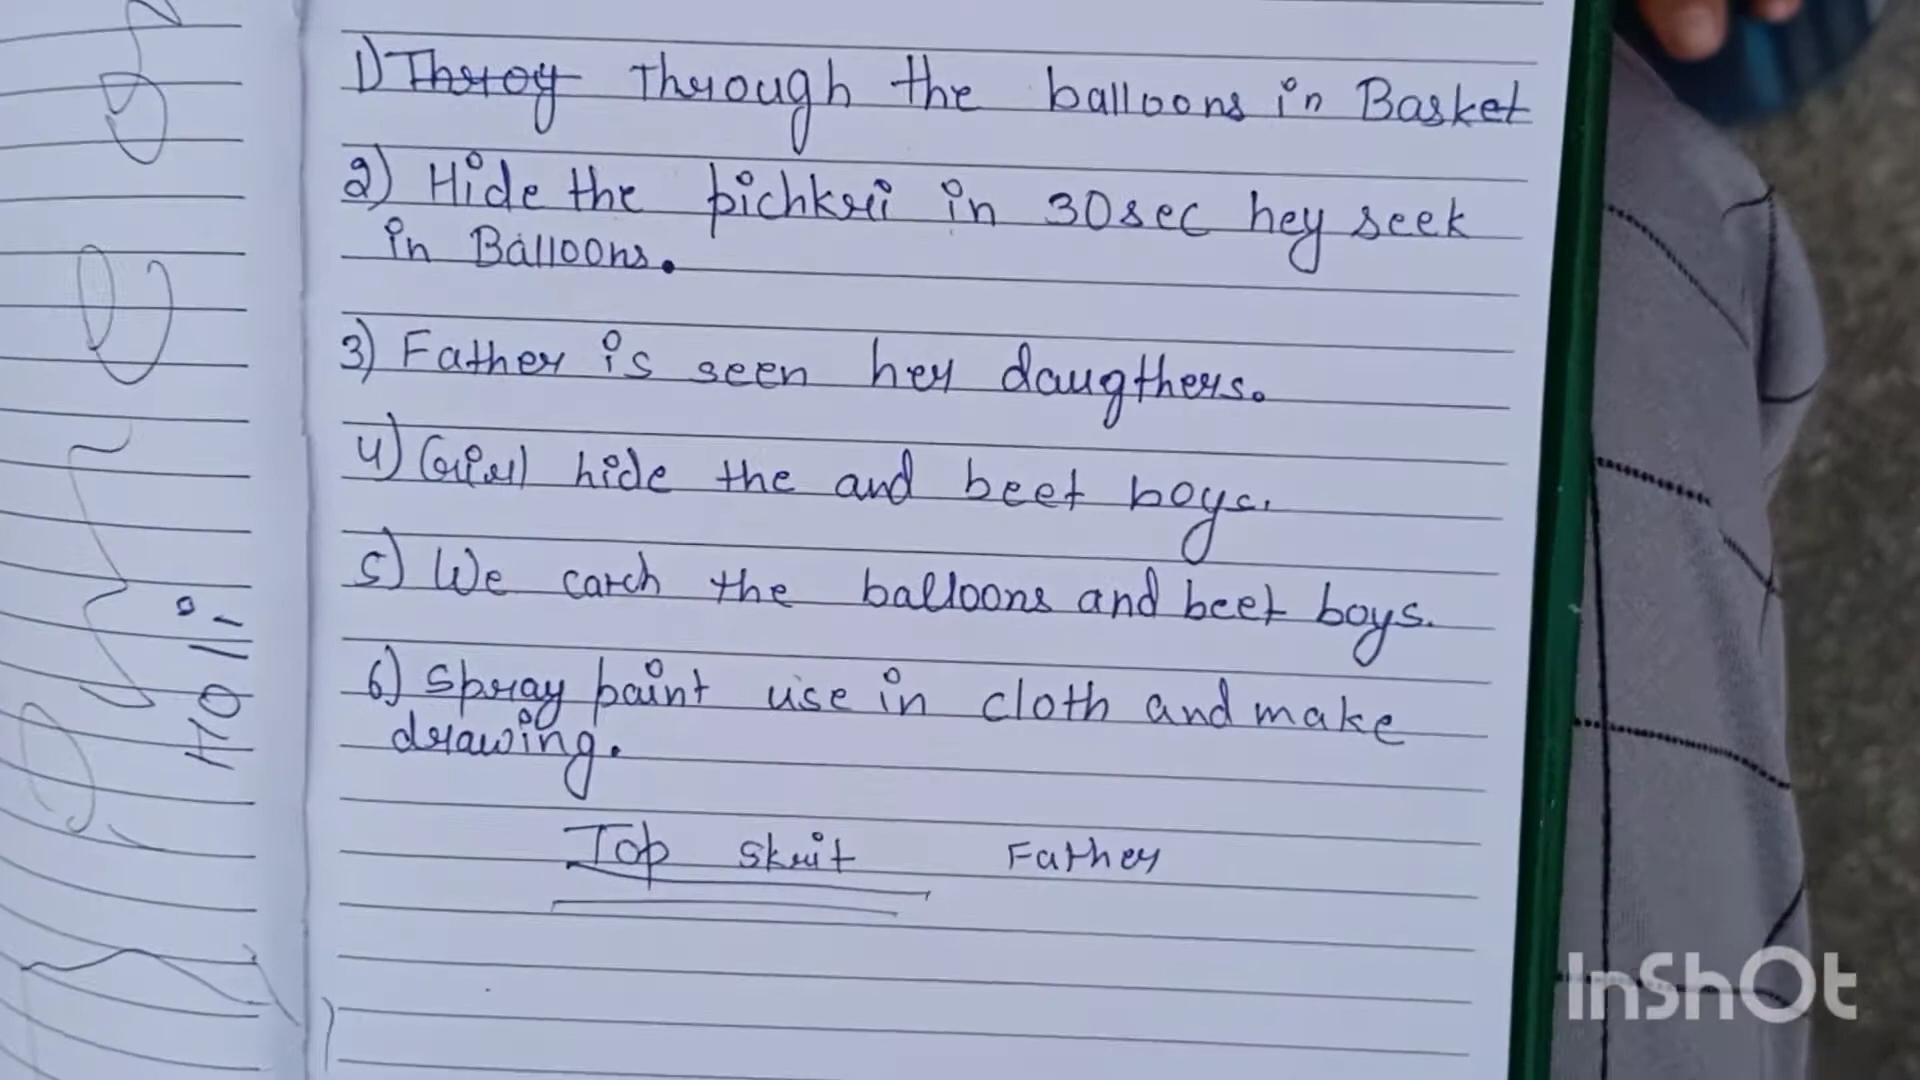 1) Theroy Through the balloons in Basket
2) Hide the pichkri in 30sec hey seek
in Balloons.
3) Father is seen her daugthers.
4) Girl hide the and beet boys.
5) We carch the balloons and beet boys.
6) Spray paint use in cloth and make
drawing.
Top skrit Father
Holi
InShOt